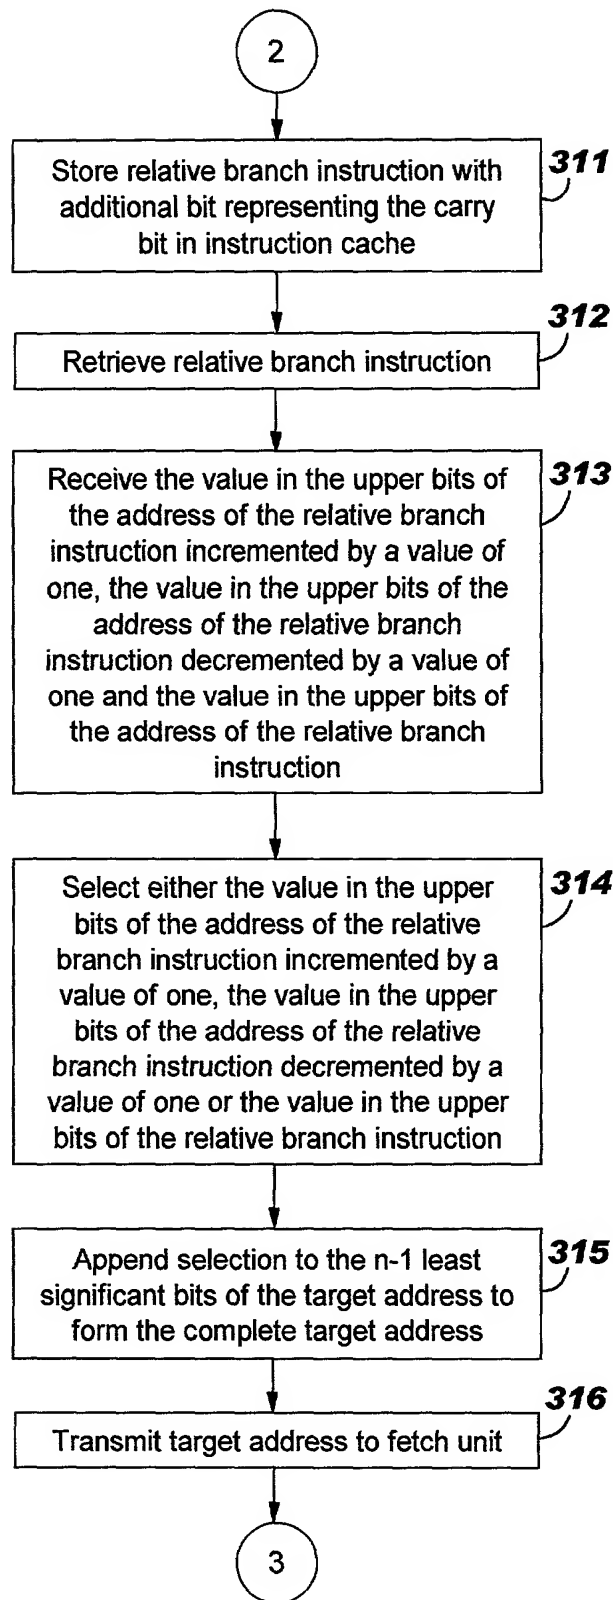 2
311
Store relative branch instruction with
additional bit representing the carry
bit in instruction cache
312
Retrieve relative branch instruction
313
Receive the value in the upper bits of
the address of the relative branch
instruction incremented by a value of
one, the value in the upper bits of the
address of the relative branch
instruction decremented by a value of
one and the value in the upper bits of
the address of the relative branch
instruction
314
Select either the value in the upper
bits of the address of the relative
branch instruction incremented by a
value of one, the value in the upper
bits of the address of the relative
branch instruction decremented by a
value of one or the value in the upper
bits of the relative branch instruction
315
Append selection to the n-1 least
significant bits of the target address to
form the complete target address
316
Transmit target address to fetch unit
3